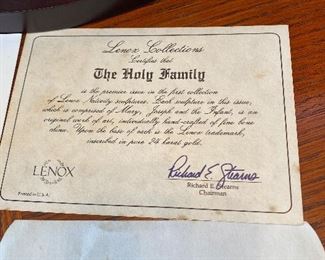 Lenox Collections
Certifies that
The Holy Family
is the premier issue in the first collection
of Lenox Nativity sculptures. Each sculpture in this issue,
which is comprised of Mary, Joseph and the Infant, is an
original work of art, individually hand-crafted of fine bone
china. Upon the base of each is the Lenox trademark,
inscribed in pure 24 karat gold.
LENOX
Printed in U.S.A.
Richard E. Stearns
Richard E. Stearns
Chairman